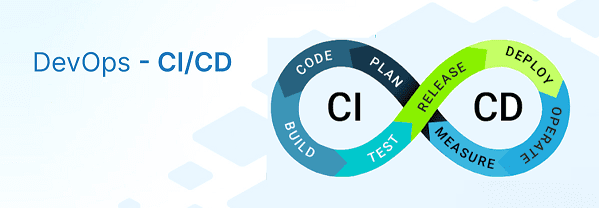 DevOps - CI/CD
CODE
PLAN
BUILD
TEST
CI
RELEASE
DEPLOY
OPERATE
MEASURE
CD